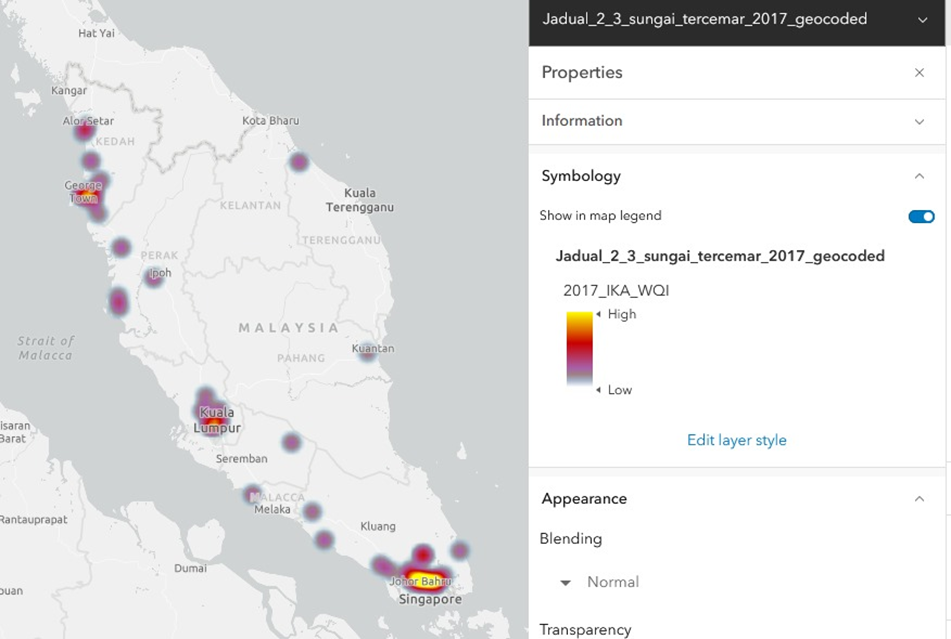 Hat Yai
Kangar
Alor Setar
KEDAH
Kota Bharu
George
Town
Kuala
Terengganu
KELANTAN
TERENGGANU
PERAK
Ipoh
MALAYSIA
Strait of
Malacca
Kuantan
PAHANG
Kuala
Lumpur
isaran
Barat
Seremban
MALACCA
Melaka
Rantauprapat
Kluang
Dumai
Johor Bahru
Singapore
Jadual_2_3_sungai_tercemar_2017_geocoded
Properties
Information
Symbology
Show in map legend
Jadual_2_3_sungai_tercemar_2017_geocoded
2017_IKA_WQI
High
Low
Edit layer style
Appearance
Blending
Normal
Transparency